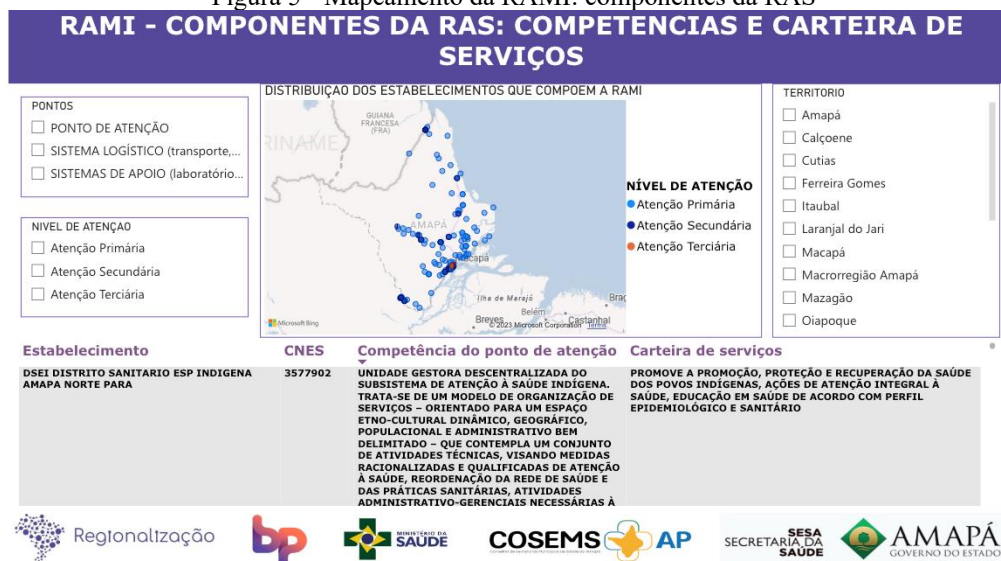 Figura 5 - Mapeamento da RAMI: componentes da RAS
RAMI - COMPONENTES DA RAS: COMPETENCIAS E CARTEIRA DE
SERVIÇOS
PONTOS
PONTO DE ATENÇÃO
SISTEMA LOGÍSTICO (transporte,...
SISTEMAS DE APOIO (laboratório...
NIVEL DE ATENÇAO
Atenção Primária
Atenção Secundária
Atenção Terciária
DISTRIBUIÇAO DOS ESTABELECIMENTOS QUE COMPOEM A RAMI
GUIANA
FRANCESA
(FRA)
RINAME
AMAPÁ
Macapá
Ilha de Marajó
Belém
Brag
Breves
Castanhal
Microsoft Bing
© 2023 Microsoft Corporation Terms
NÍVEL DE ATENÇÃO
Atenção Primária
Atenção Secundária
Atenção Terciária
TERRITORIO
Amapá
Calçoene
Cutias
Ferreira Gomes
Itaubal
Laranjal do Jari
Macapá
Macrorregião Amapá
Mazagão
Oiapoque
Estabelecimento CNES Competência do ponto de atenção Carteira de serviços
DSEI DISTRITO SANITARIO ESP INDIGENA
AMAPA NORTE PARA
3577902
UNIDADE GESTORA DESCENTRALIZADA DO
SUBSISTEMA DE ATENÇÃO À SAÚDE INDÍGENA.
TRATA-SE DE UM MODELO DE ORGANIZAÇÃO DE
SERVIÇOS – ORIENTADO PARA UM ESPAÇO
ETNO-CULTURAL DINÂMICO, GEOGRÁFICO,
POPULACIONAL E ADMINISTRATIVO BEM
DELIMITADO – QUE CONTEMPLA UM CONJUNTO
DE ATIVIDADES TÉCNICAS, VISANDO MEDIDAS
RACIONALIZADAS E QUALIFICADAS DE ATENÇÃO
À SAÚDE, REORDENAÇÃO DA REDE DE SAÚDE E
DAS PRÁTICAS SANITÁRIAS, ATIVIDADES
ADMINISTRATIVO-GERENCIAIS NECESSÁRIAS À
PROMOVE A PROMOÇÃO, PROTEÇÃO E RECUPERAÇÃO DA SAÚDE
DOS POVOS INDÍGENAS, AÇÕES DE ATENÇÃO INTEGRAL À
SAÚDE, EDUCAÇÃO EM SAÚDE DE ACORDO COM PERFIL
EPIDEMIOLÓGICO E SANITÁRIO
Regionalização
bp
MINISTÉRIO DA
SAÚDE
COSEMS AP
SESA
SECRETARIA DA
SAÚDE
AMAPÁ
GOVERNO DO ESTADO